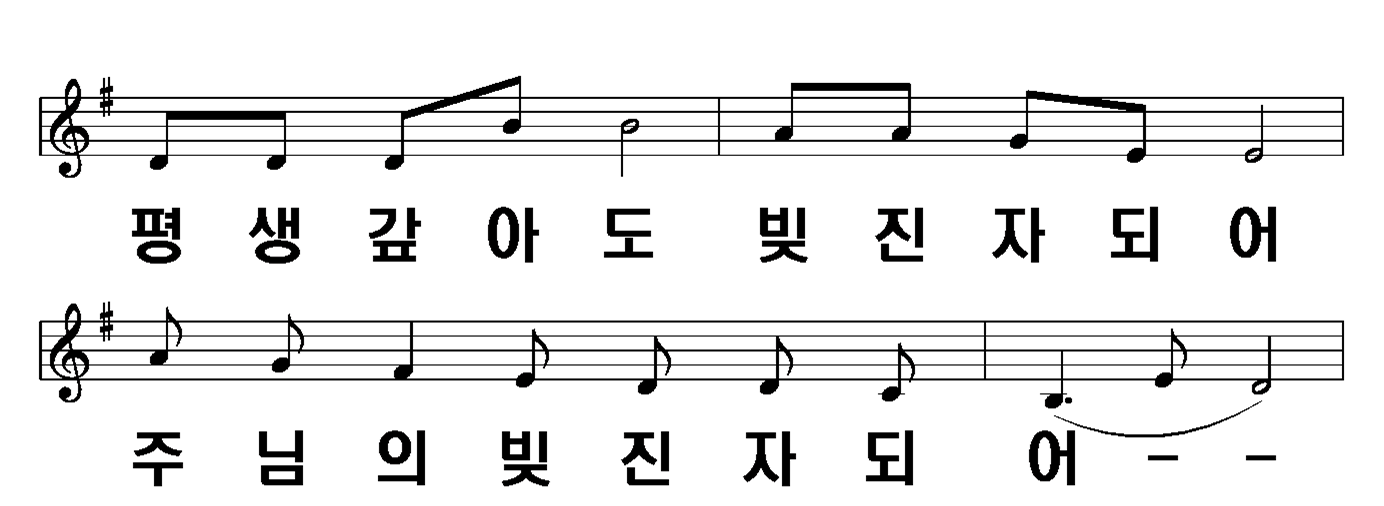 평 생 갚 아 도 빚 진 자 되 어
주 님 의 빚 진 자 되 어 - -